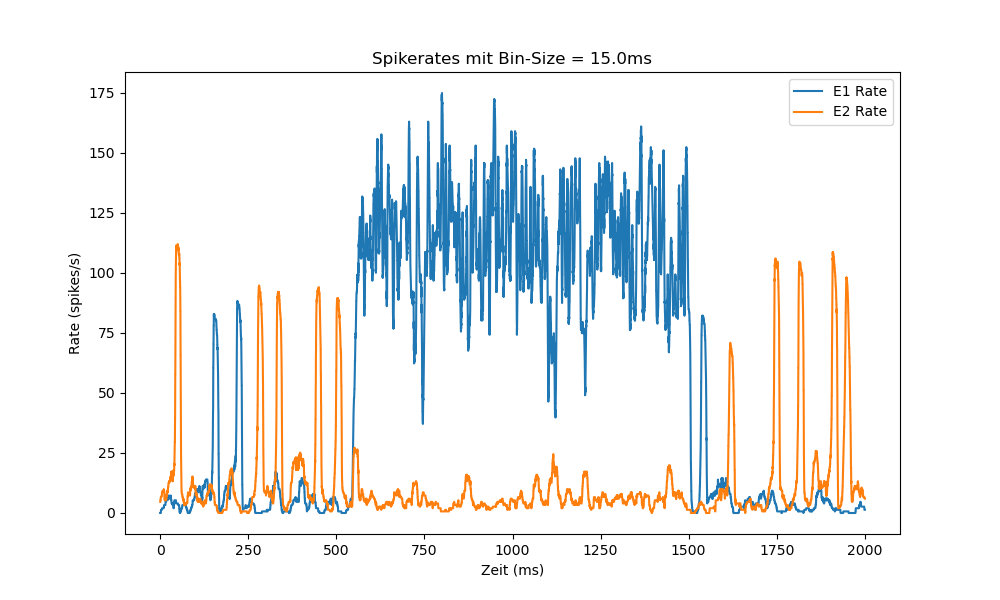 Spikerates mit Bin-Size = 15.0ms
E1 Rate
E2 Rate
Rate (spikes/s)
175
150
125
100
75
50
25
0
0 250 500 750 1000 1250 1500 1750 2000
Zeit (ms)